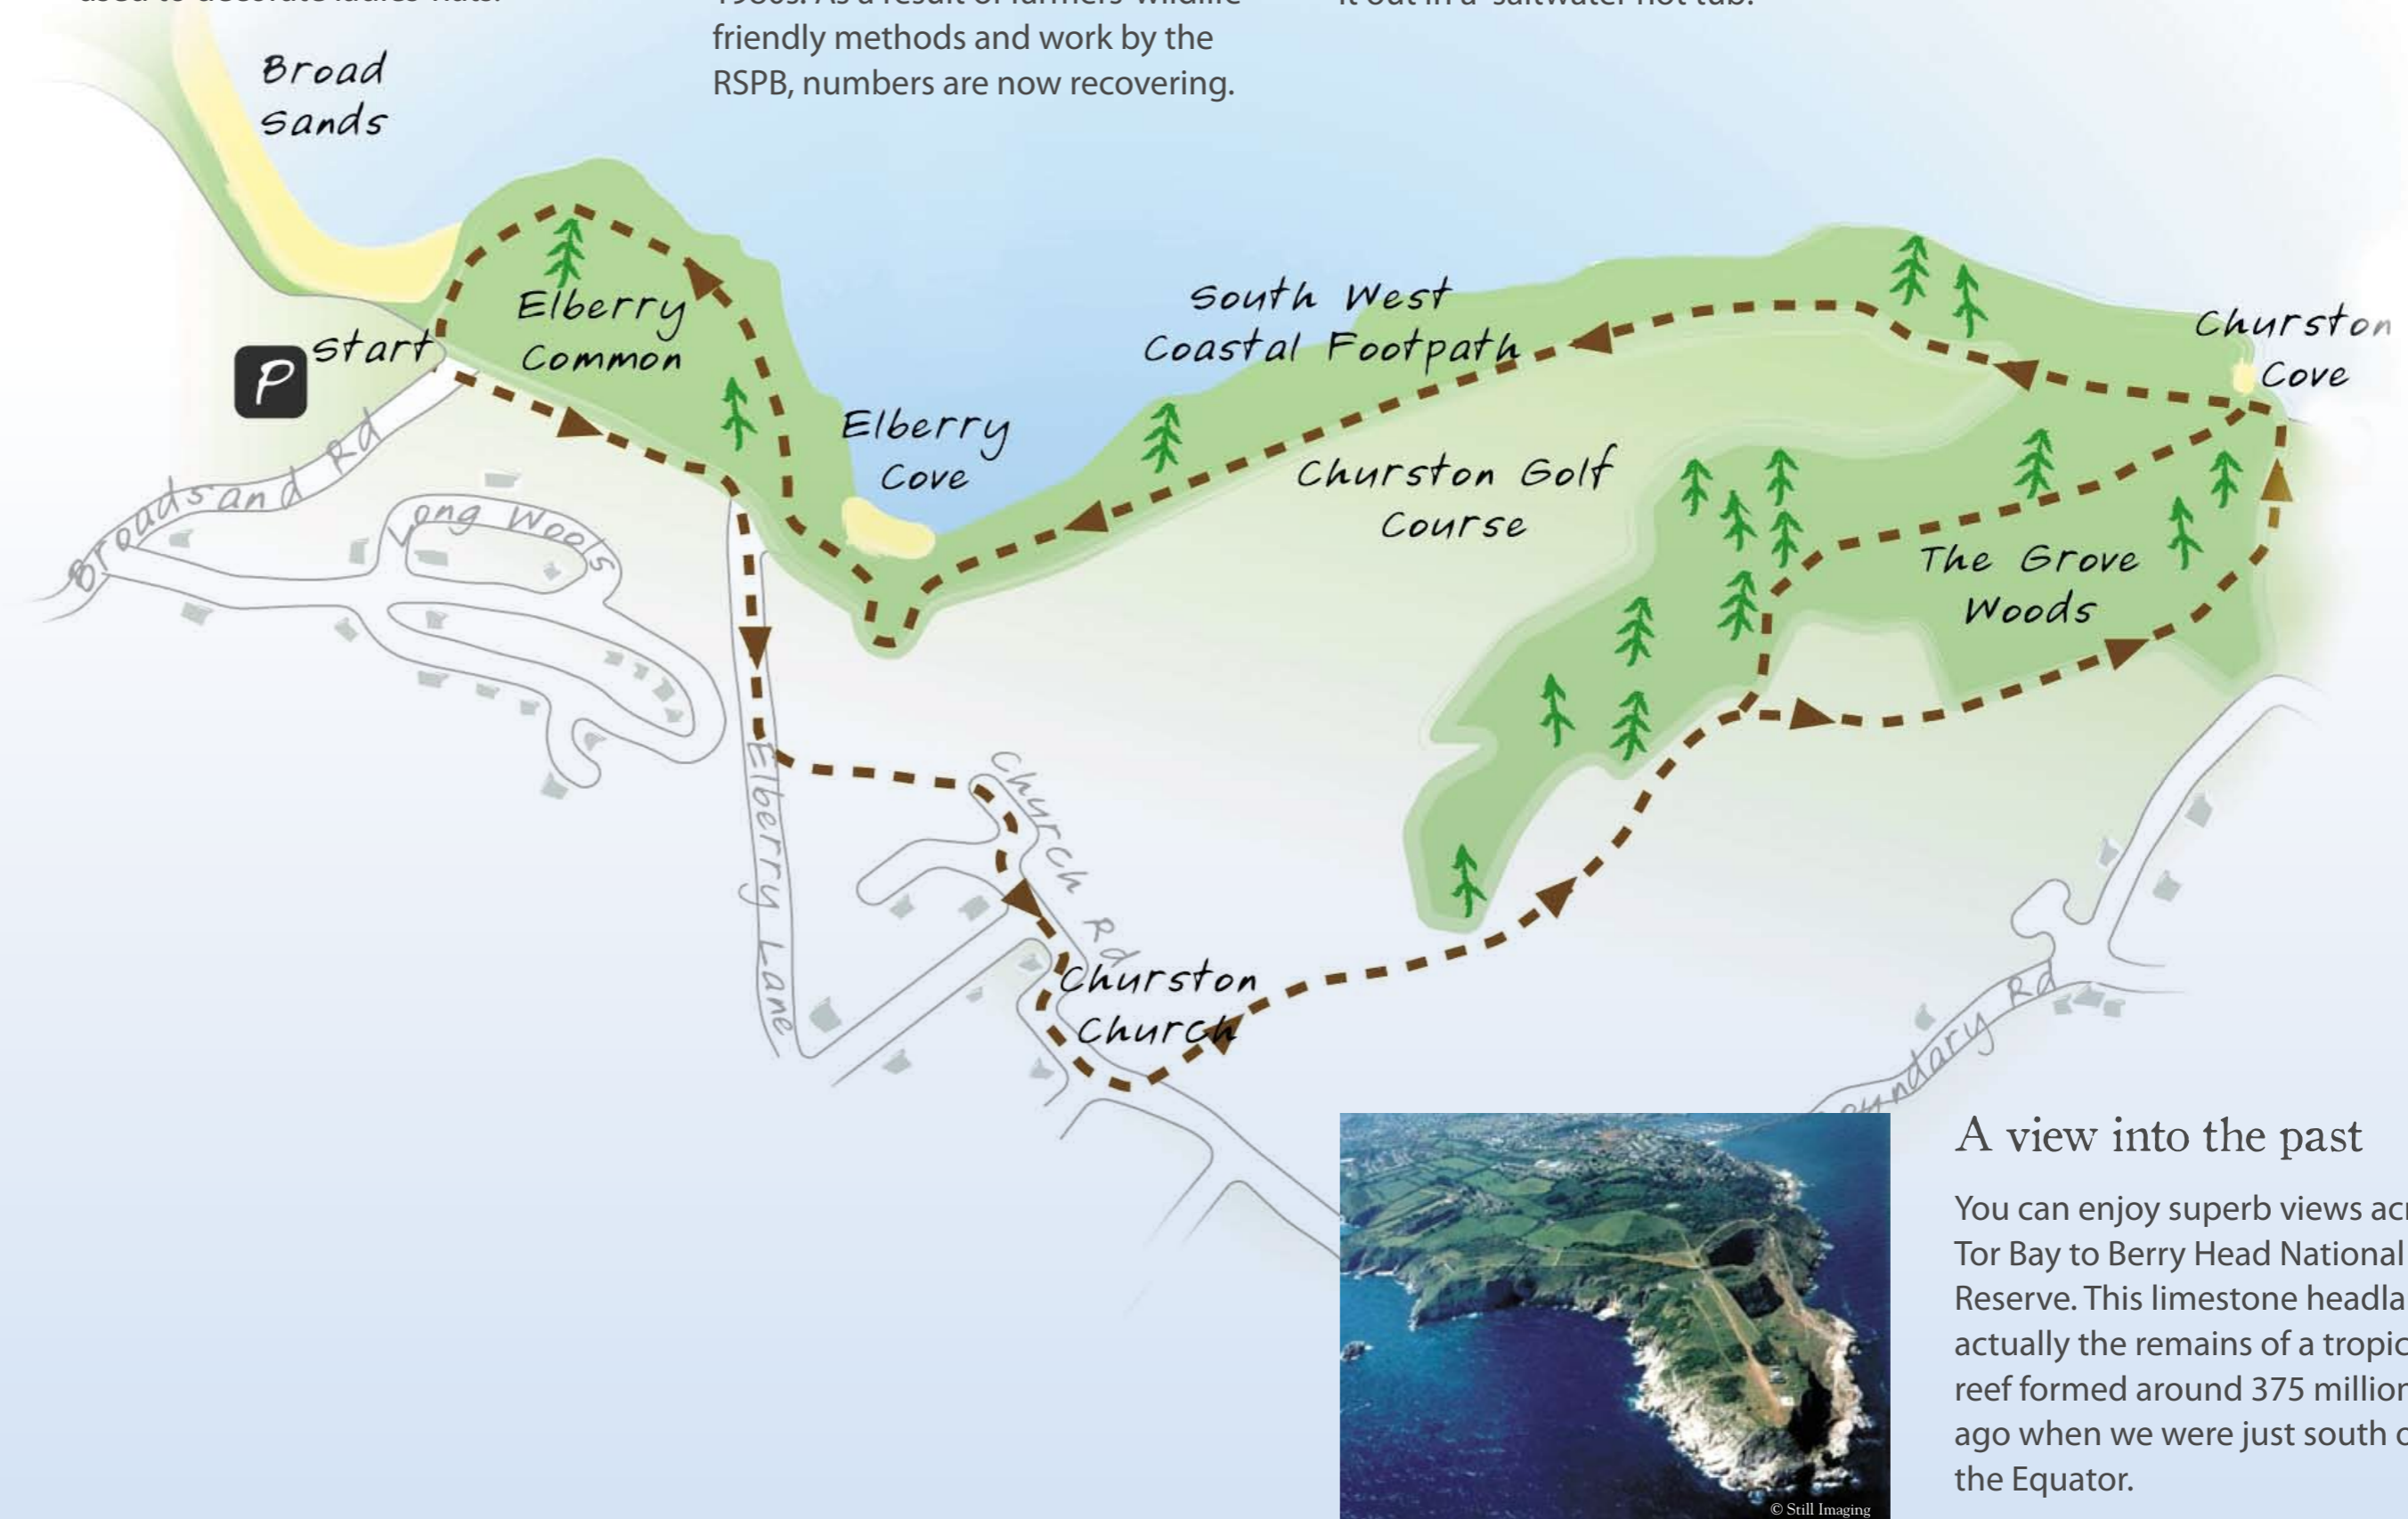 friendly methods and work by the
RSPB, numbers are now recovering.
Broad
Sands
Start
P
Elberry
Common
Elberry
Cove
South West
Coastal Footpath
Churston
Cove
Churston Golf
Course
The Grove
Woods
Broadsand Rd
Long Wools
Elberry Lane
Church Rd
Churston
Church
ndary Rd
© Still Imaging
A view into the past
You can enjoy superb views acr
Tor Bay to Berry Head National
Reserve. This limestone headla
actually the remains of a tropic
reef formed around 375 million
ago when we were just south o
the Equator.